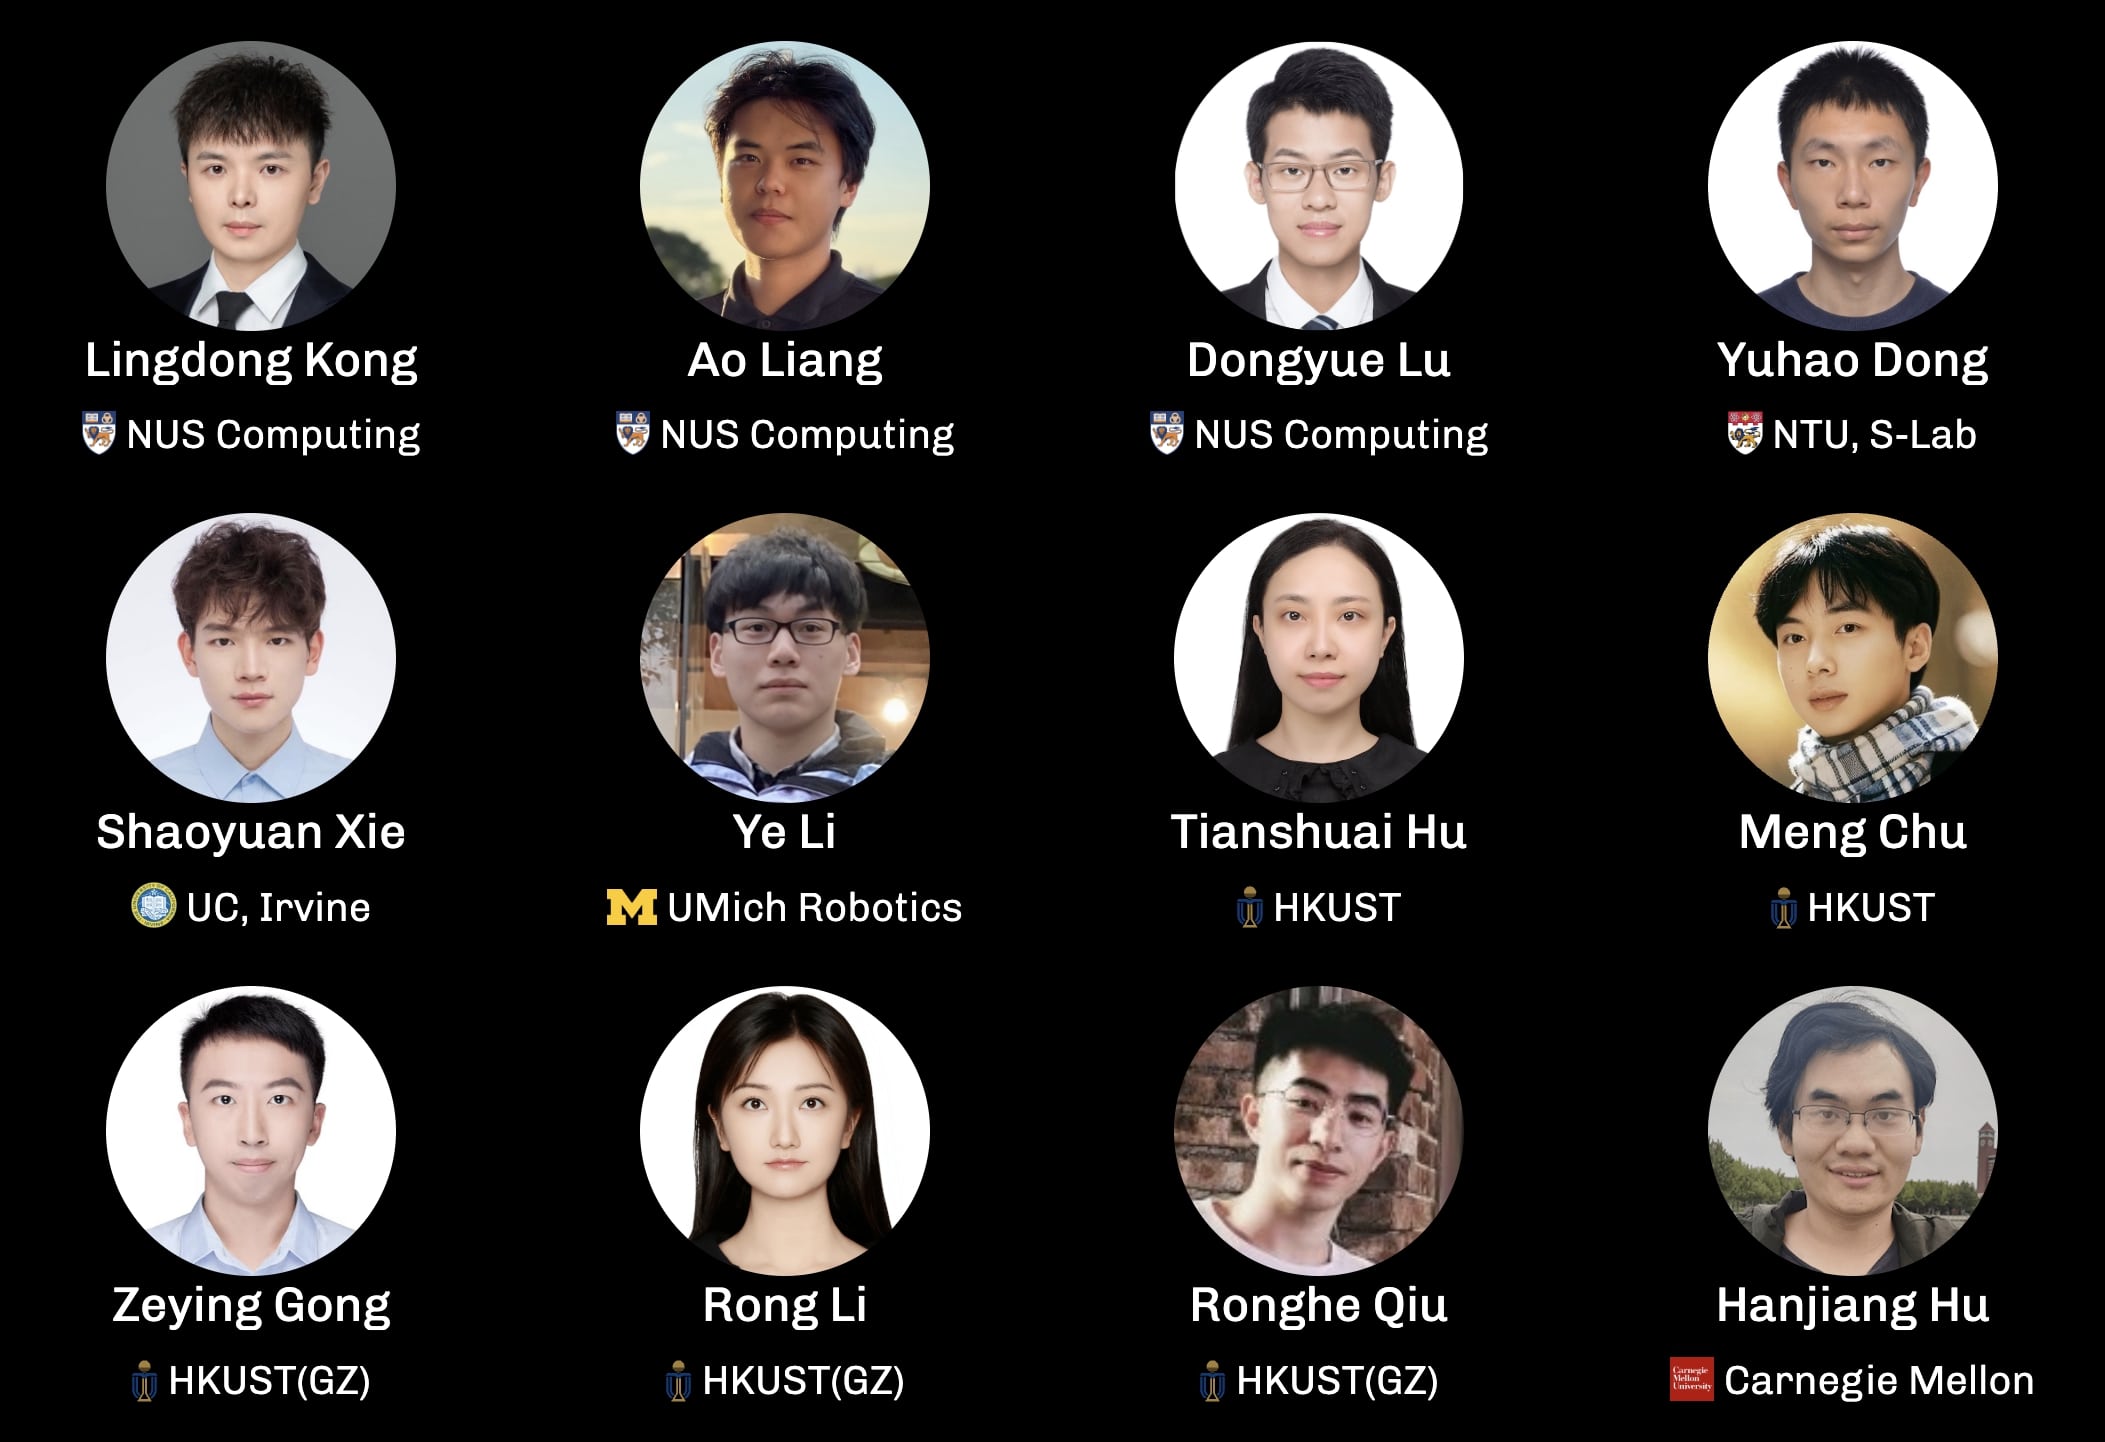 Lingdong Kong
Ao Liang
Dongyue Lu
Yuhao Dong
NUS Computing
NUS Computing
NUS Computing
NTU, S-Lab
Shaoyuan Xie
Ye Li
Tianshuai Hu
Meng Chu
UC, Irvine
M UMich Robotics
HKUST
HKUST
Zeying Gong
Rong Li
Ronghe Qiu
Hanjiang Hu
HKUST(GZ)
HKUST(GZ)
HKUST(GZ)
Carnegie
Mellon
University
Carnegie Mellon